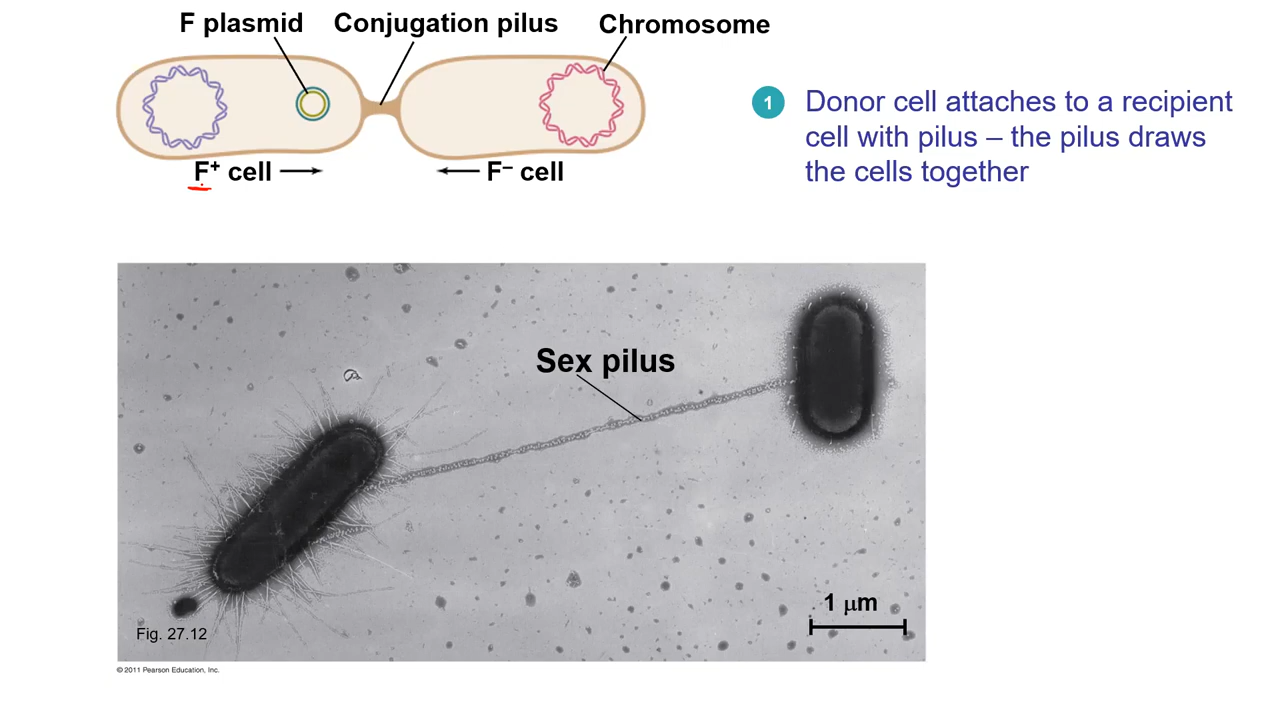 F plasmid
Conjugation pilus
Chromosome
F⁺ cell
F⁻ cell
1
Donor cell attaches to a recipient
cell with pilus – the pilus draws
the cells together
Sex pilus
1 μm
Fig. 27.12
© 2011 Pearson Education, Inc.